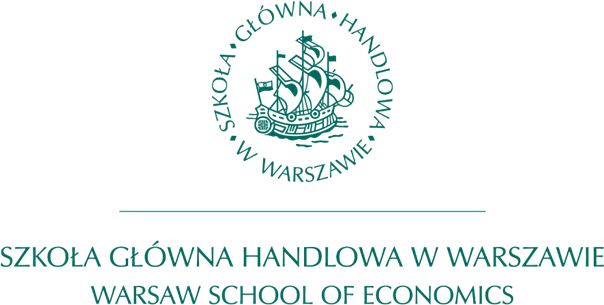 SZKOŁA • GŁÓWNA • HANDLOWA • W WARSZAWIE •
SZKOŁA GŁÓWNA HANDLOWA W WARSZAWIE
WARSAW SCHOOL OF ECONOMICS